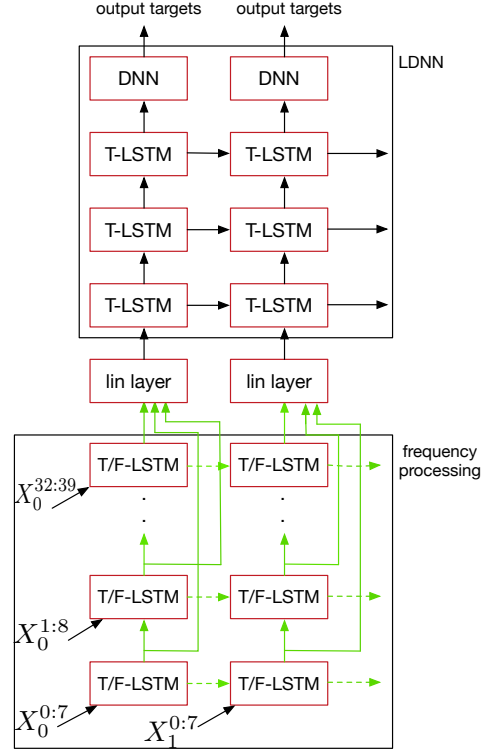 output targets output targets
LDNN
DNN DNN
T-LSTM T-LSTM
T-LSTM T-LSTM
T-LSTM T-LSTM
lin layer lin layer
frequency
processing
T/F-LSTM T/F-LSTM
X_0^{32:39}
T/F-LSTM T/F-LSTM
X_0^{1:8}
T/F-LSTM T/F-LSTM
X_0^{0:7} X_1^{0:7}